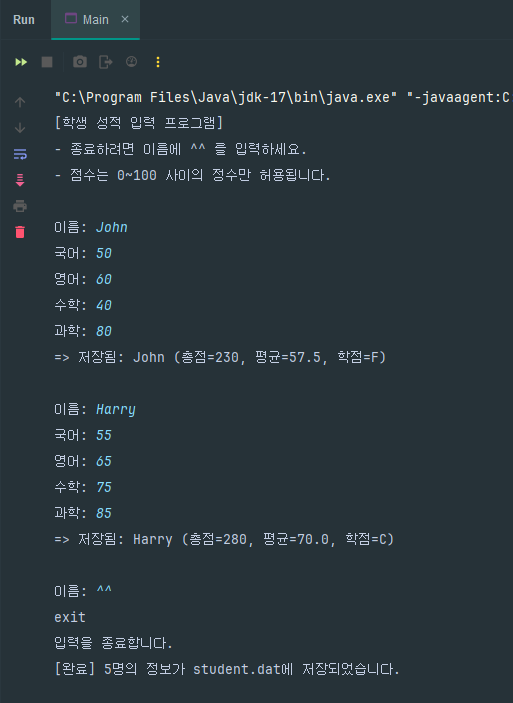 Run
Main ×
"C:\Program Files\Java\jdk-17\bin\java.exe" "-javaagent:C
[학생 성적 입력 프로그램]
- 종료하려면 이름에 ^^ 를 입력하세요.
- 점수는 0~100 사이의 정수만 허용됩니다.
이름: John
국어: 50
영어: 60
수학: 40
과학: 80
=> 저장됨: John (총점=230, 평균=57.5, 학점=F)
이름: Harry
국어: 55
영어: 65
수학: 75
과학: 85
=> 저장됨: Harry (총점=280, 평균=70.0, 학점=C)
이름: ^^
exit
입력을 종료합니다.
[완료] 5명의 정보가 student.dat에 저장되었습니다.